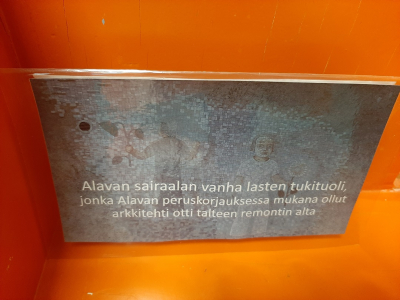 Alavan sairaalan vanha lasten tukituoli,
jonka Alavan peruskorjauksessa mukana ollut
arkkitehti otti talteen remontin alta